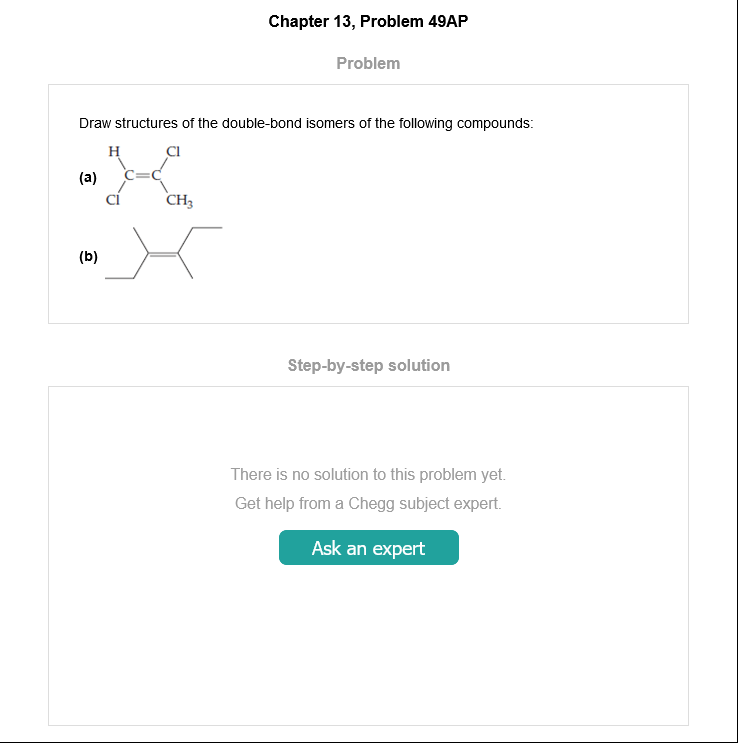 Chapter 13, Problem 49AP
Problem
Draw structures of the double-bond isomers of the following compounds:
H Cl
(a) C=C
Cl CH₃
(b)
Step-by-step solution
There is no solution to this problem yet.
Get help from a Chegg subject expert.
Ask an expert